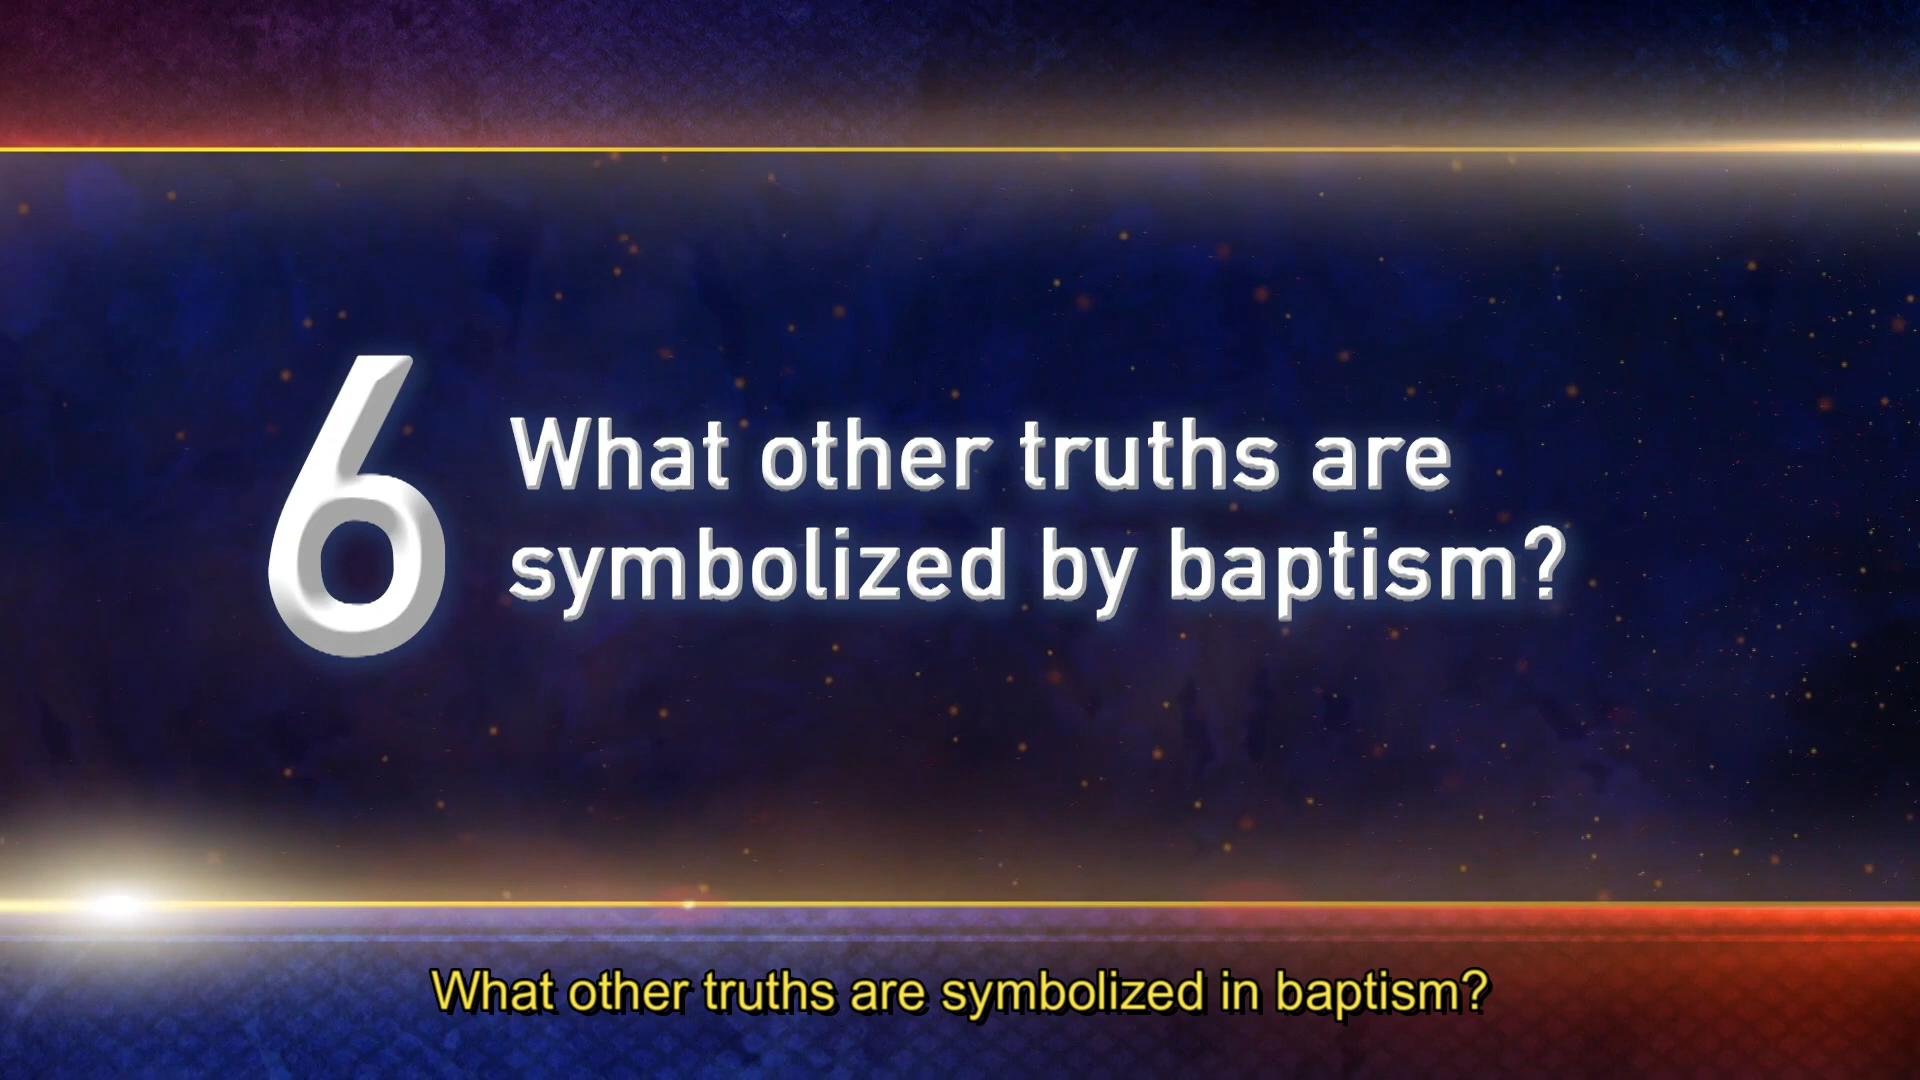 6
What other truths are
symbolized by baptism?
What other truths are symbolized in baptism?